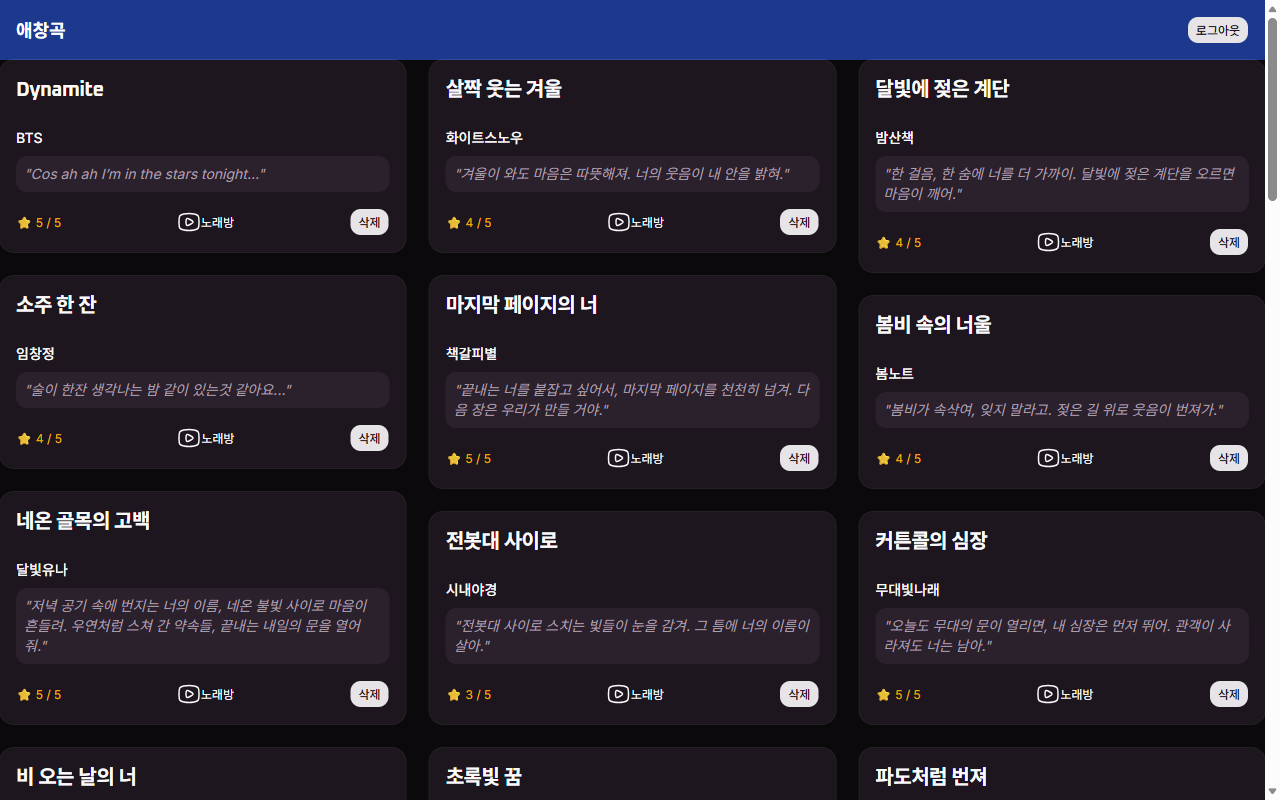 애창곡
로그아웃
Dynamite
BTS
"Cos ah ah I’m in the stars tonight…"
5 / 5
노래방
삭제
소주 한 잔
임창정
"술이 한잔 생각나는 밤 같이 있는것 같아요…"
4 / 5
노래방
삭제
네온 골목의 고백
달빛유나
"저녁 공기 속에 번지는 너의 이름, 네온 불빛 사이로 마음이
흔들려. 우연처럼 스쳐 간 약속들, 끝내는 내일의 문을 열어
줘."
5 / 5
노래방
삭제
비 오는 날의 너
살짝 웃는 겨울
화이트스노우
"겨울이 와도 마음은 따뜻해져. 너의 웃음이 내 안을 밝혀."
4 / 5
노래방
삭제
마지막 페이지의 너
책갈피별
"끝내는 너를 붙잡고 싶어서, 마지막 페이지를 천천히 넘겨. 다
음 장은 우리가 만들 거야."
5 / 5
노래방
삭제
전봇대 사이로
시내야경
"전봇대 사이로 스치는 빛들이 눈을 감겨. 그 틈에 너의 이름이
살아."
3 / 5
노래방
삭제
초록빛 꿈
달빛에 젖은 계단
밤산책
"한 걸음, 한 숨에 너를 더 가까이. 달빛에 젖은 계단을 오르면
마음이 깨어."
4 / 5
노래방
삭제
봄비 속의 너울
봄노트
"봄비가 속삭여, 잊지 말라고. 젖은 길 위로 웃음이 번져가."
4 / 5
노래방
삭제
커튼콜의 심장
무대빛나래
"오늘도 무대의 문이 열리면, 내 심장은 먼저 뛰어. 관객이 사
라져도 너는 남아."
5 / 5
노래방
삭제
파도처럼 번져